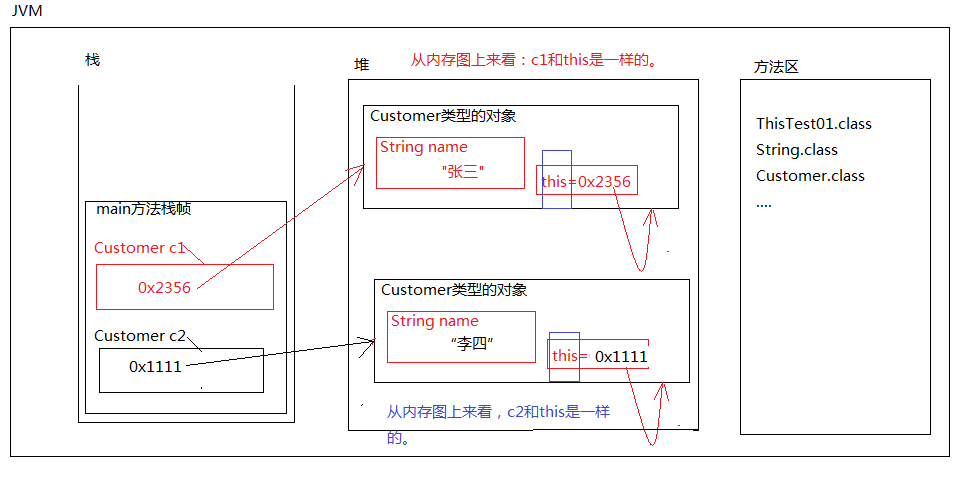 JVM
栈
堆
从内存图上来看：c1和this是一样的。
方法区
Customer类型的对象
String name
"张三"
this=0x2356
ThisTest01.class
String.class
Customer.class
....
main方法栈帧
Customer c1
0x2356
Customer c2
0x1111
Customer类型的对象
String name
“李四”
this=0x1111
从内存图上来看，c2和this是一样
的。